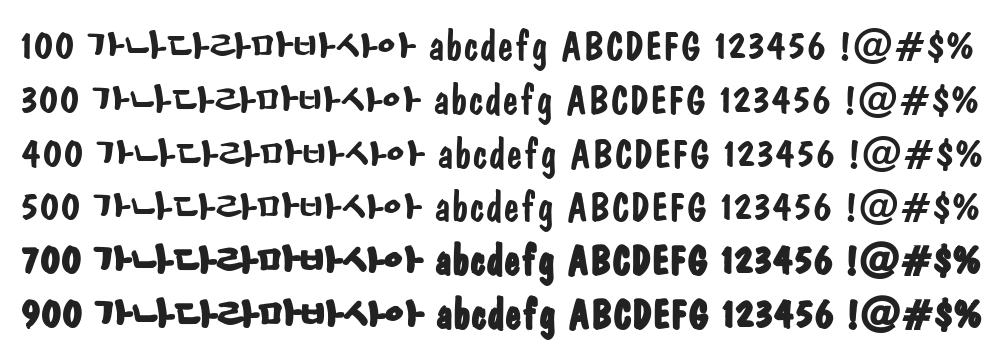 100 가나다라마바사아 abcdefg ABCDEFG 123456 !@#$%
300 가나다라마바사아 abcdefg ABCDEFG 123456 !@#$%
400 가나다라마바사아 abcdefg ABCDEFG 123456 !@#$%
500 가나다라마바사아 abcdefg ABCDEFG 123456 !@#$%
700 가나다라마바사아 abcdefg ABCDEFG 123456 !@#$%
900 가나다라마바사아 abcdefg ABCDEFG 123456 !@#$%